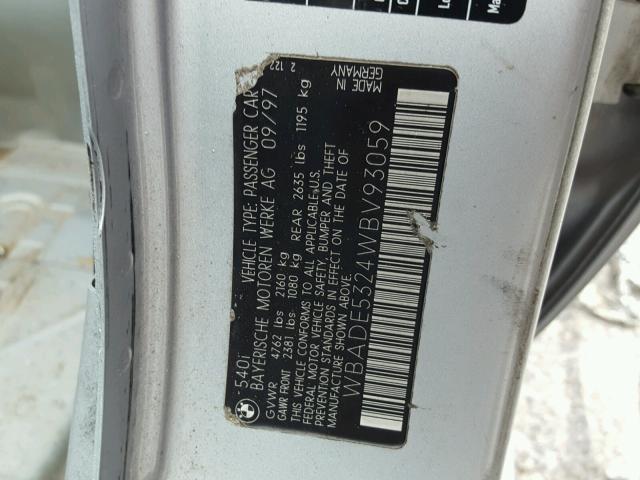 540i VEHICLE TYPE: PASSENGER CAR 2 122
BAYERISCHE MOTOREN WERKE AG 09/97
GVWR 4762 lbs 2160 kg
GAWR FRONT 2381 lbs 1080 kg REAR 2635 lbs 1195 kg
THIS VEHICLE CONFORMS TO ALL APPLICABLE U.S.
FEDERAL MOTOR VEHICLE SAFETY, BUMPER AND THEFT
PREVENTION STANDARDS IN EFFECT ON THE DATE OF
MANUFACTURE SHOWN ABOVE.
MADE IN
GERMANY
WBADE5324WBV93059